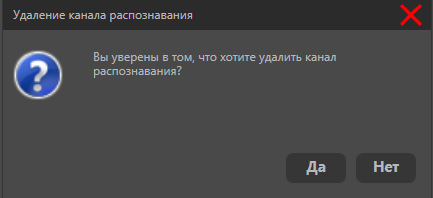 Удаление канала распознавания
Вы уверены в том, что хотите удалить канал
распознавания?
Да
Нет